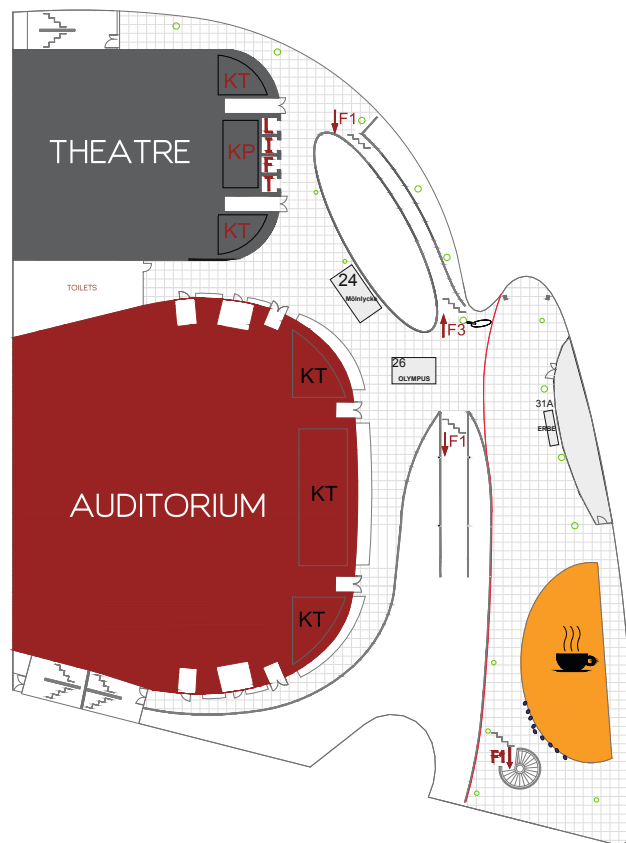 KT
F1
THEATRE
KP
LIFT
KT
24
Mölnlycke
TOILETS
F3
KT
26
OLYMPUS
31A
ERBE
F1
KT
AUDITORIUM
KT
F1